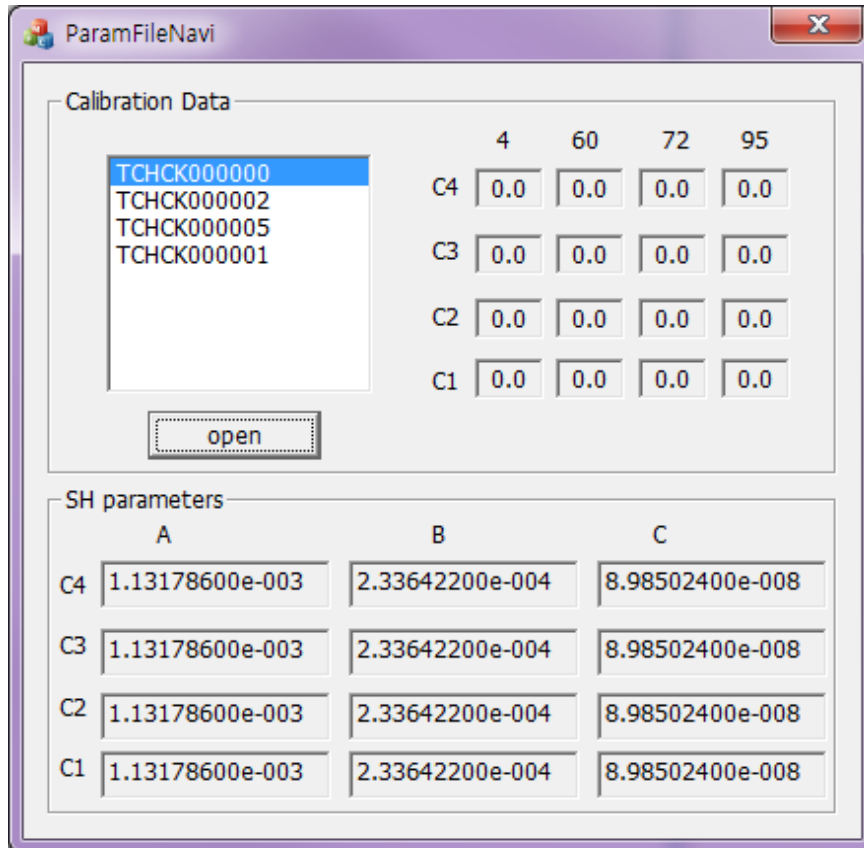 ParamFileNavi
Calibration Data
TCHCK000000
TCHCK000002
TCHCK000005
TCHCK000001
open
4 60 72 95
C4 0.0 0.0 0.0 0.0
C3 0.0 0.0 0.0 0.0
C2 0.0 0.0 0.0 0.0
C1 0.0 0.0 0.0 0.0
SH parameters
A B C
C4 1.13178600e-003 2.33642200e-004 8.98502400e-008
C3 1.13178600e-003 2.33642200e-004 8.98502400e-008
C2 1.13178600e-003 2.33642200e-004 8.98502400e-008
C1 1.13178600e-003 2.33642200e-004 8.98502400e-008